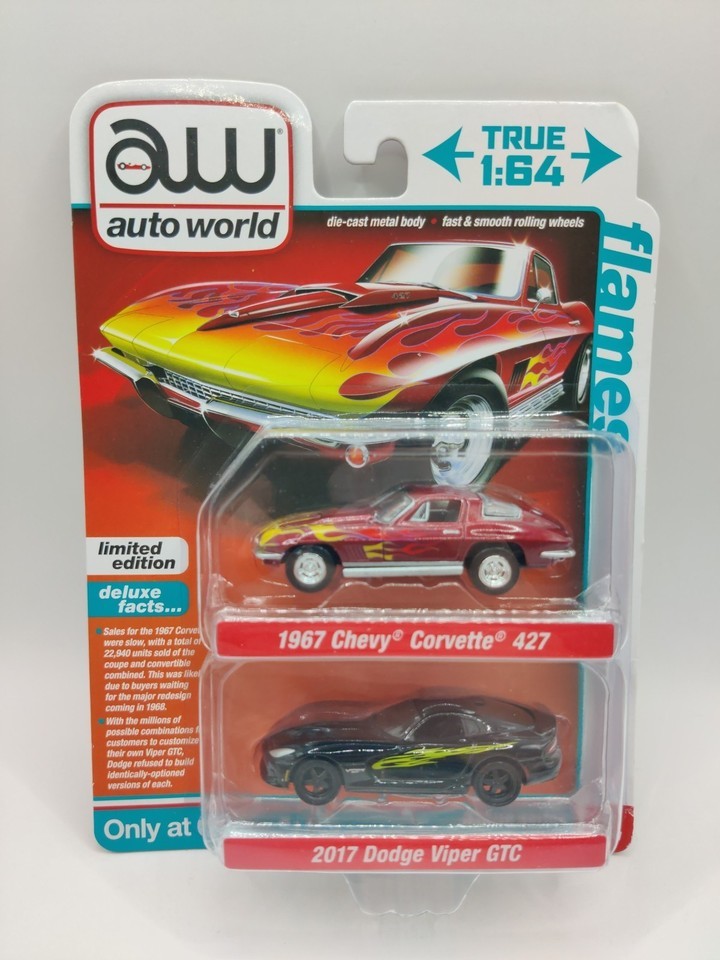 aw®
auto world
TRUE
1:64
die-cast metal body • fast & smooth rolling wheels
flames
427
limited
edition
deluxe
facts...
Sales for the 1967 Corve
were slow, with a total of
22,940 units sold of the
coupe and convertible
combined. This was likel
due to buyers waiting
for the major redesign
coming in 1968.
With the millions of
possible combinations f
customers to customize
their own Viper GTC,
Dodge refused to build
identically-optioned
versions of each.
1967 Chevy® Corvette® 427
Only at
2017 Dodge Viper GTC